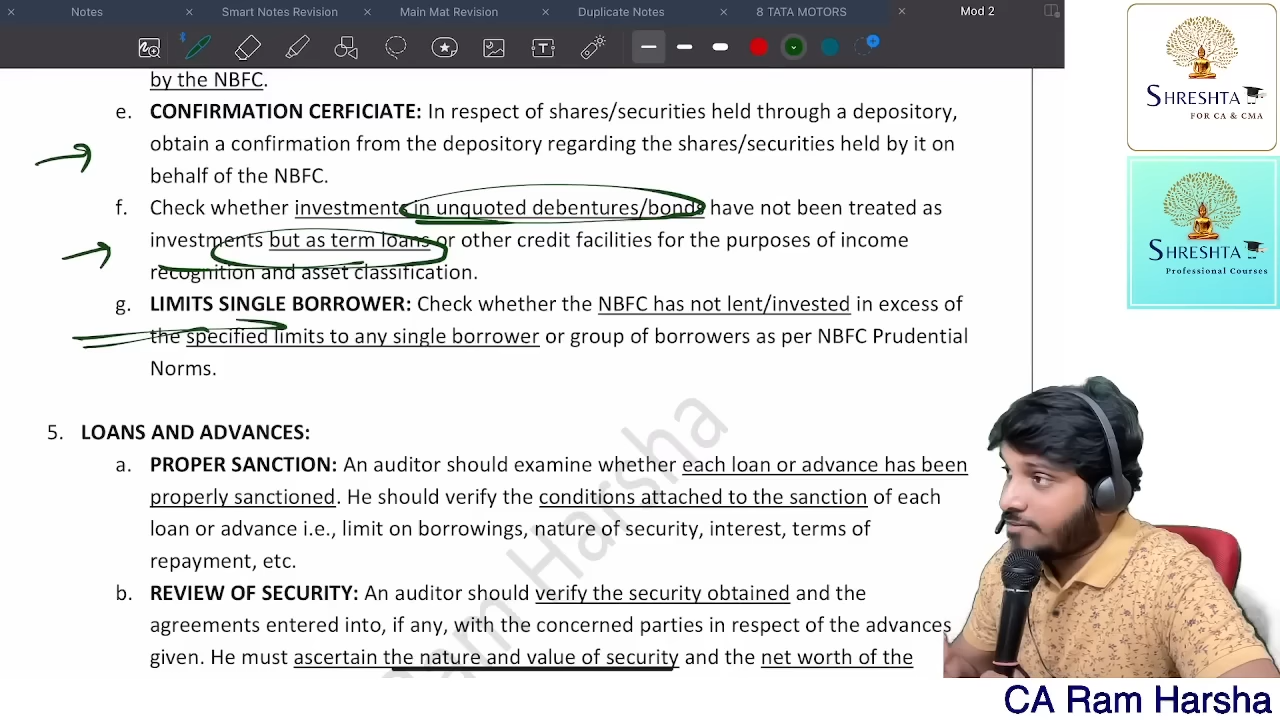 Notes
Smart Notes Revision
Main Mat Revision
Duplicate Notes
8 TATA MOTORS
Mod 2
by the NBFC.
e. CONFIRMATION CERFICIATE: In respect of shares/securities held through a depository,
obtain a confirmation from the depository regarding the shares/securities held by it on
behalf of the NBFC.
f. Check whether investments in unquoted debentures/bonds have not been treated as
investments but as term loans or other credit facilities for the purposes of income
recognition and asset classification.
g. LIMITS SINGLE BORROWER: Check whether the NBFC has not lent/invested in excess of
the specified limits to any single borrower or group of borrowers as per NBFC Prudential
Norms.
5. LOANS AND ADVANCES:
a. PROPER SANCTION: An auditor should examine whether each loan or advance has been
properly sanctioned. He should verify the conditions attached to the sanction of each
loan or advance i.e., limit on borrowings, nature of security, interest, terms of
repayment, etc.
b. REVIEW OF SECURITY: An auditor should verify the security obtained and the
agreements entered into, if any, with the concerned parties in respect of the advances
given. He must ascertain the nature and value of security and the net worth of the
Ram Harsha
SHRESHTA
FOR CA & CMA
SHRESHTA
Professional Courses
CA Ram Harsha